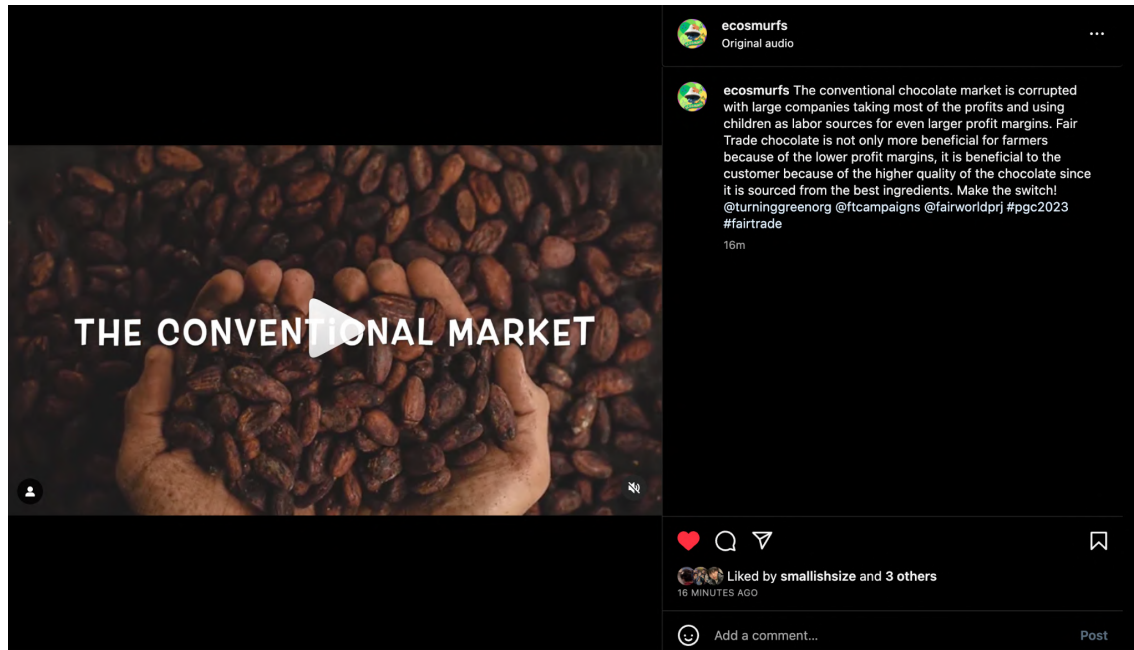 THE CONVENTIONAL MARKET
ecosmurfs
Original audio
ecosmurfs The conventional chocolate market is corrupted
with large companies taking most of the profits and using
children as labor sources for even larger profit margins. Fair
Trade chocolate is not only more beneficial for farmers
because of the lower profit margins, it is beneficial to the
customer because of the higher quality of the chocolate since
it is sourced from the best ingredients. Make the switch!
@turninggreenorg @ftcampaigns @fairworldprj #pgc2023
#fairtrade
16m
Liked by smallishsize and 3 others
16 MINUTES AGO
Add a comment...
Post